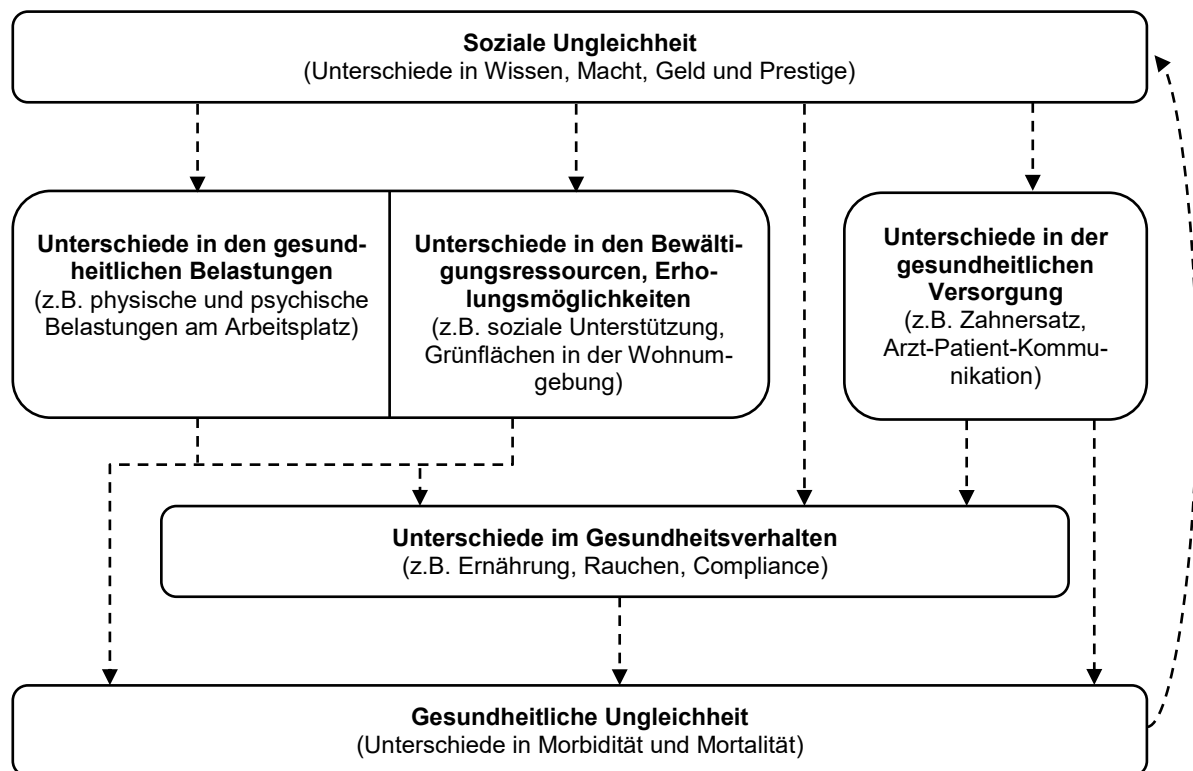 Soziale Ungleichheit
(Unterschiede in Wissen, Macht, Geld und Prestige)
Unterschiede in den gesund-
heitlichen Belastungen
(z.B. physische und psychische
Belastungen am Arbeitsplatz)
Unterschiede in den Bewälti-
gungsressourcen, Erho-
lungsmöglichkeiten
(z.B. soziale Unterstützung,
Grünflächen in der Wohnum-
gebung)
Unterschiede in der
gesundheitlichen
Versorgung
(z.B. Zahnersatz,
Arzt-Patient-Kommu-
nikation)
Unterschiede im Gesundheitsverhalten
(z.B. Ernährung, Rauchen, Compliance)
Gesundheitliche Ungleichheit
(Unterschiede in Morbidität und Mortalität)